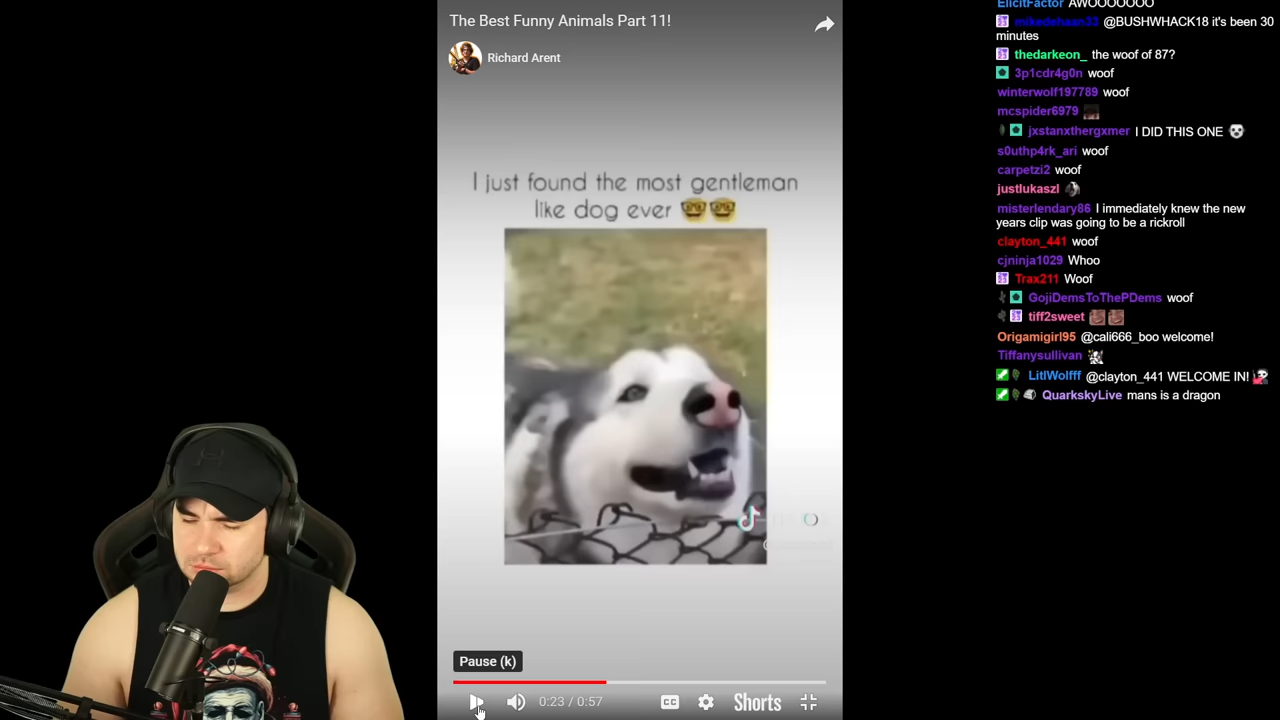 The Best Funny Animals Part 11!
Richard Arent
I just found the most gentleman
like dog ever 🤓🤓
Pause (k)
0:23 / 0:57
CC
Shorts
ElicitFactor AWOOOOOOO
mikedehaan33 @BUSHWHACK18 it's been 30
minutes
thedarkeon_ the woof of 87?
3p1cdr4g0n woof
winterwolf197789 woof
mcspider6979
jxstanxthergxmer I DID THIS ONE
s0uthp4rk_ari woof
carpetzi2 woof
justlukaszl
misterlendary86 I immediately knew the new
years clip was going to be a rickroll
clayton_441 woof
cjninja1029 Whoo
Trax211 Woof
GojiDemsToThePDems woof
tiff2sweet
Origamigirl95 @cali666_boo welcome!
Tiffanysullivan
LitlWolfff @clayton_441 WELCOME IN!
QuarkskyLive mans is a dragon